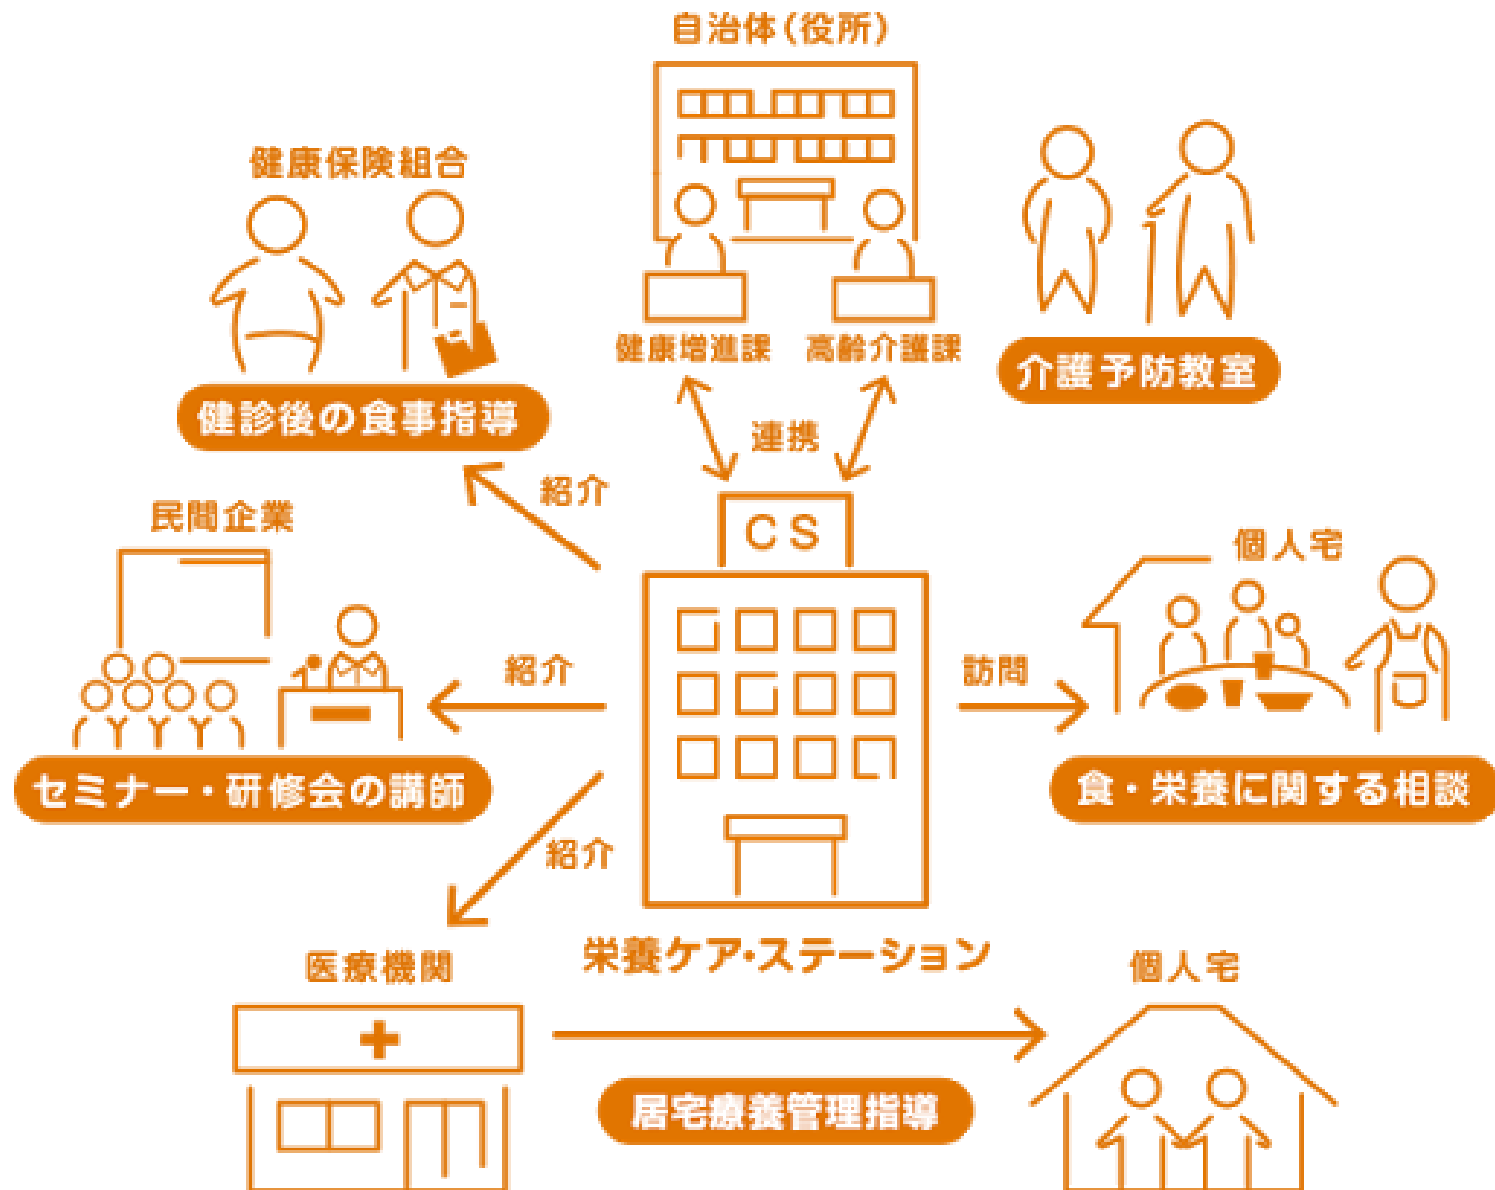 自治体(役所)
健康保険組合
健康増進課
高齢介護課
介護予防教室
健診後の食事指導
連携
紹介
民間企業
CS
個人宅
紹介
訪問
セミナー・研修会の講師
食・栄養に関する相談
紹介
医療機関
栄養ケア・ステーション
個人宅
居宅療養管理指導